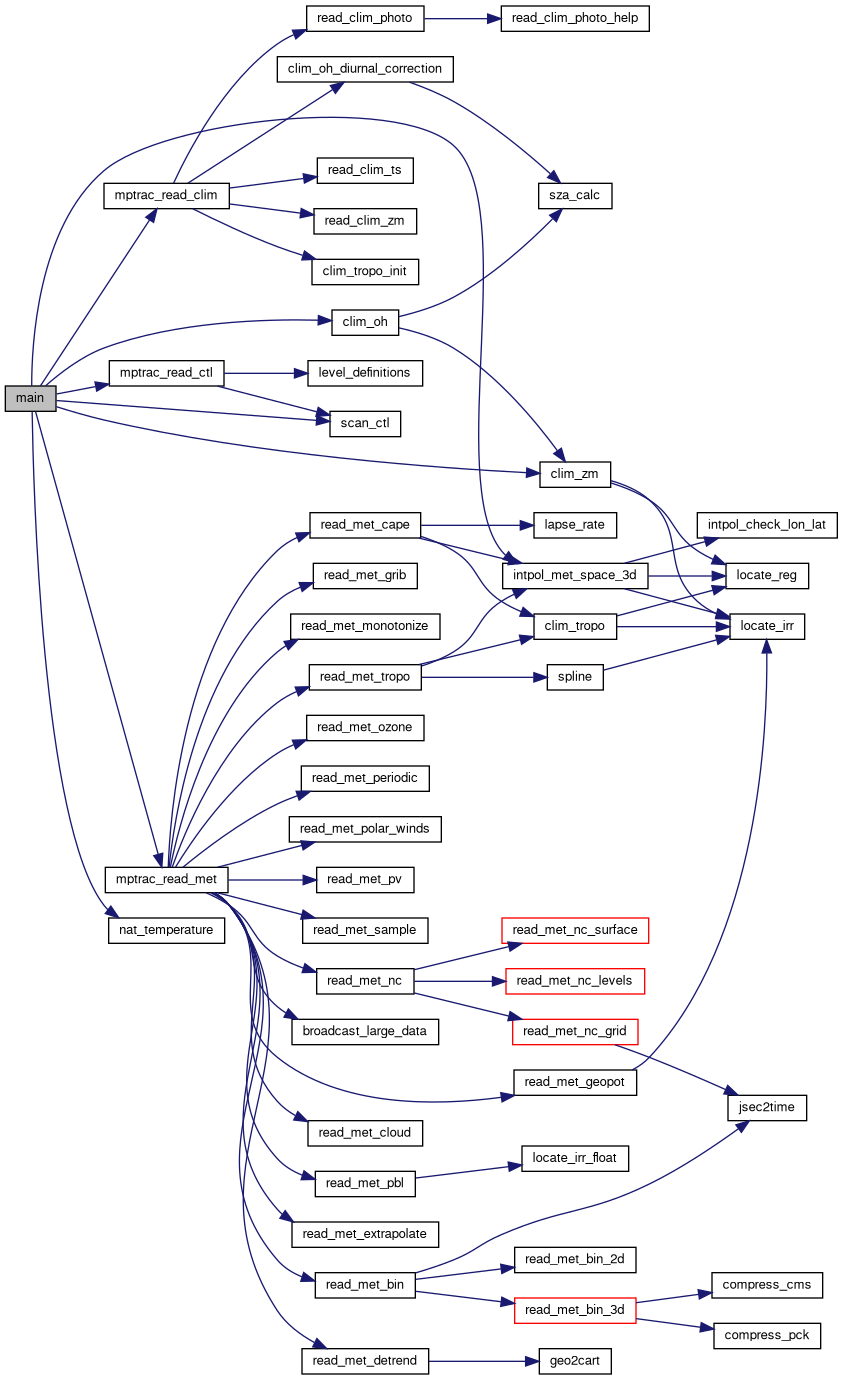 read_clim_photo
read_clim_photo_help
clim_oh_diurnal_correction
read_clim_ts
mptrac_read_clim
sza_calc
read_clim_zm
clim_tropo_init
clim_oh
mptrac_read_ctl
level_definitions
main
scan_ctl
clim_zm
read_met_cape
lapse_rate
intpol_check_lon_lat
read_met_grib
intpol_met_space_3d
locate_reg
read_met_monotonize
clim_tropo
locate_irr
read_met_tropo
spline
read_met_ozone
read_met_periodic
read_met_polar_winds
mptrac_read_met
read_met_pv
nat_temperature
read_met_sample
read_met_nc_surface
read_met_nc
read_met_nc_levels
broadcast_large_data
read_met_nc_grid
read_met_geopot
jsec2time
read_met_cloud
locate_irr_float
read_met_pbl
read_met_extrapolate
read_met_bin_2d
read_met_bin
compress_cms
read_met_bin_3d
compress_pck
read_met_detrend
geo2cart